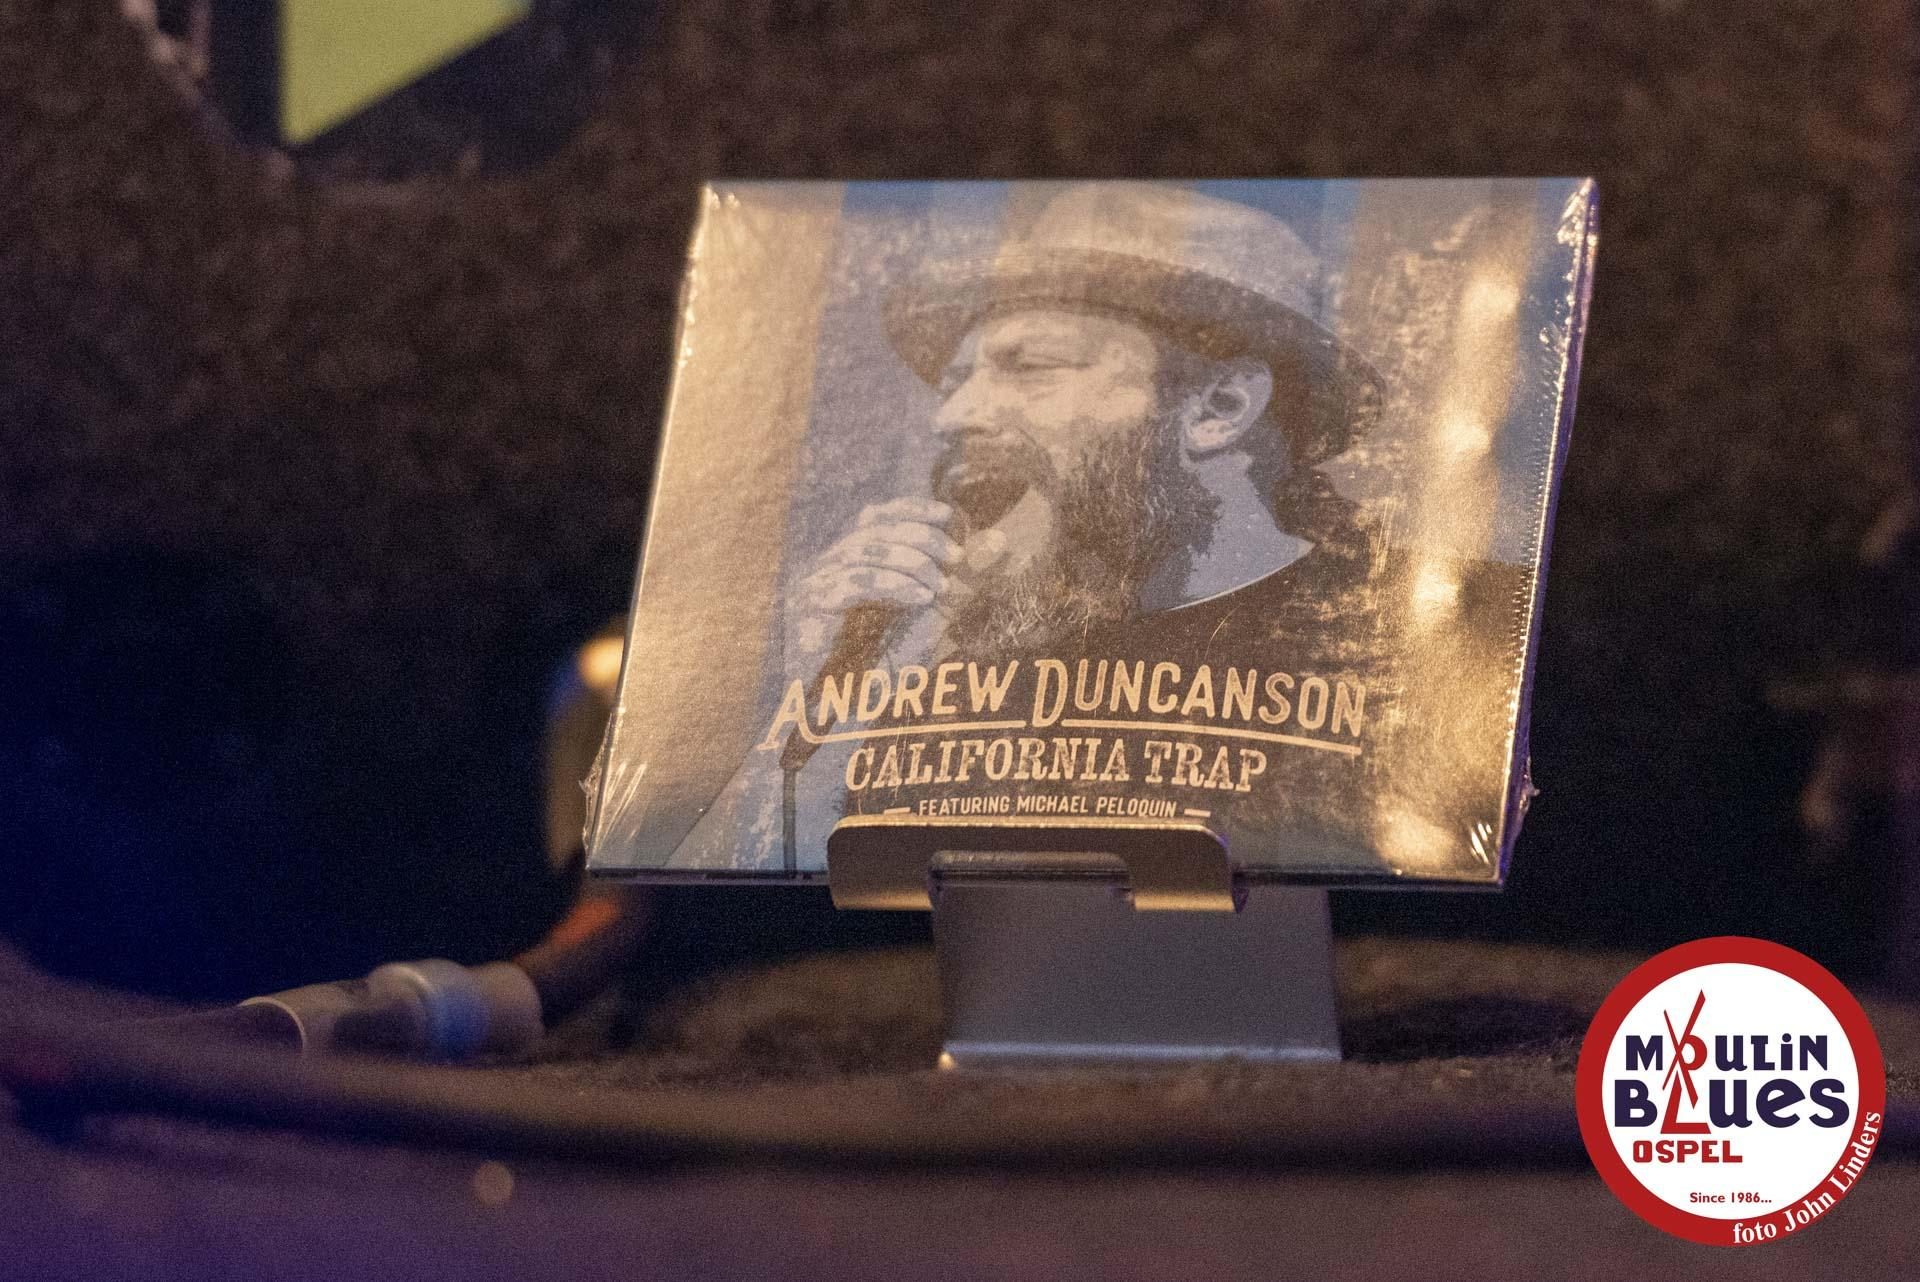 ANDREW DUNCANSON
CALIFORNIA TRAP
FEATURING MICHAEL PELOQUIN
MOULIN
BLUES
OSPEL
Since 1986...
foto John Linders